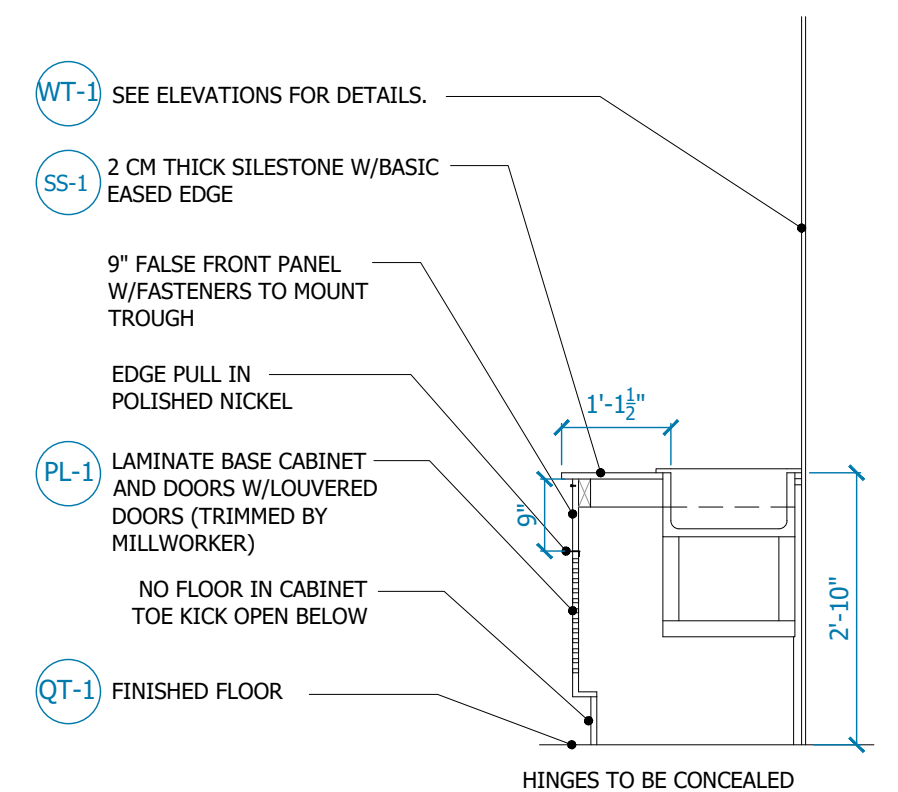 WT-1
SEE ELEVATIONS FOR DETAILS.
SS-1
2 CM THICK SILESTONE W/BASIC
EASED EDGE
9" FALSE FRONT PANEL
W/FASTENERS TO MOUNT
TROUGH
EDGE PULL IN
POLISHED NICKEL
1'-1½"
PL-1
LAMINATE BASE CABINET
AND DOORS W/LOUVERED
DOORS (TRIMMED BY
MILLWORKER)
9"
2'-10"
NO FLOOR IN CABINET
TOE KICK OPEN BELOW
QT-1
FINISHED FLOOR
HINGES TO BE CONCEALED